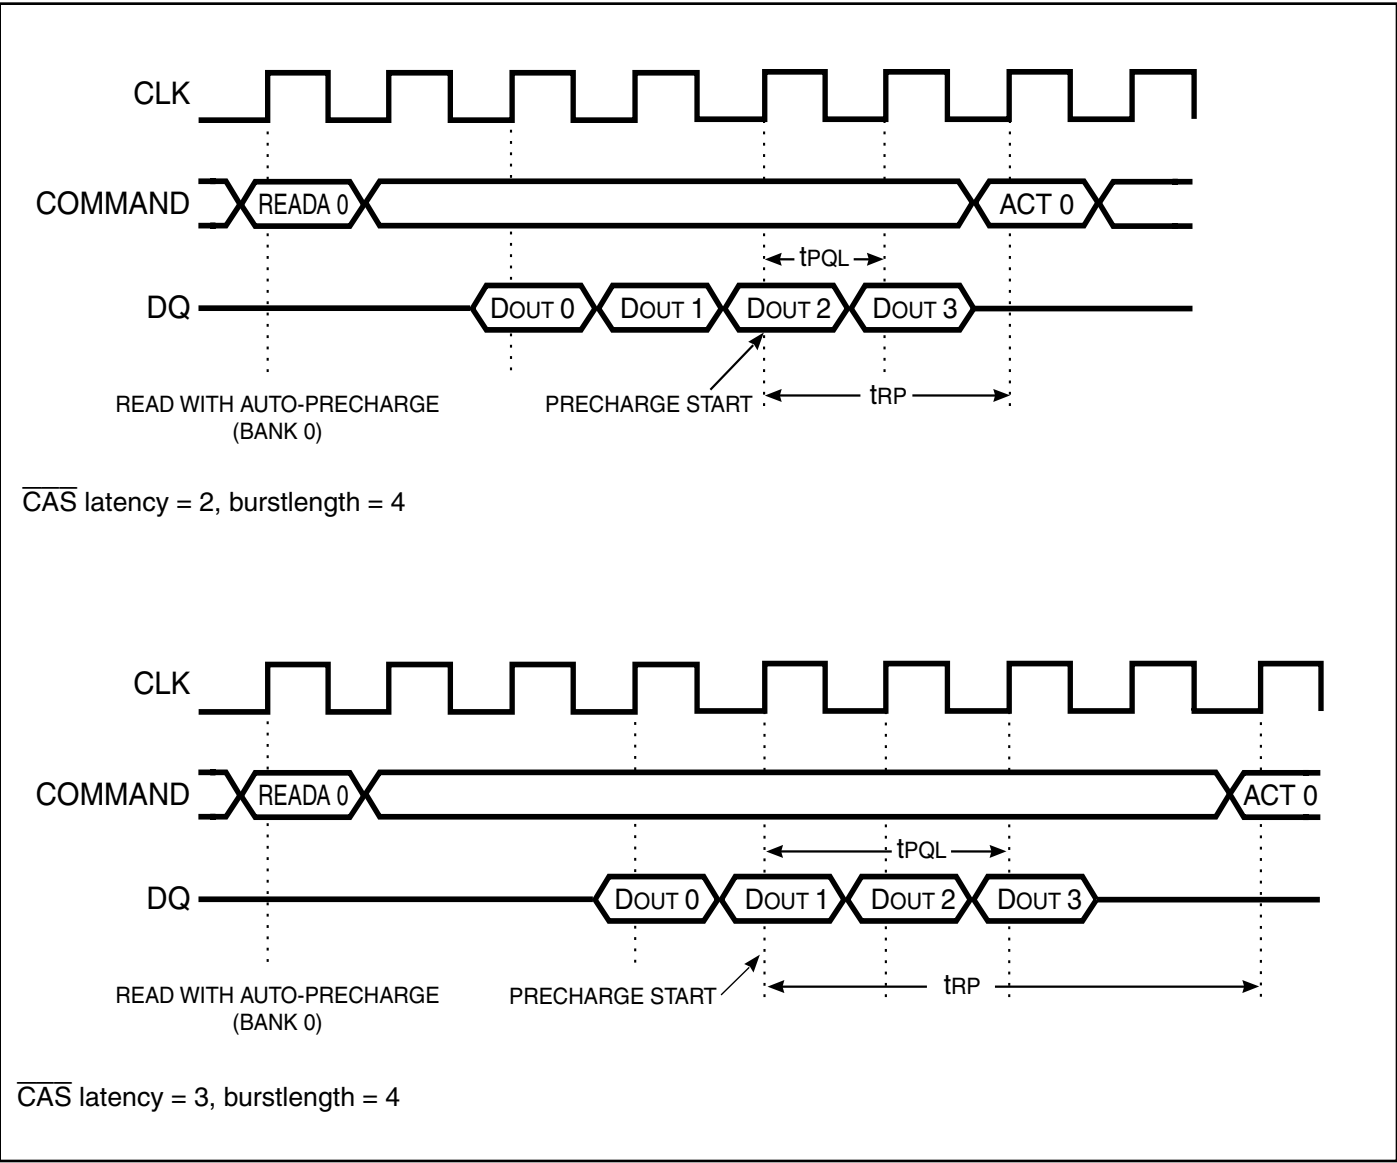 CLK
COMMAND READA 0 ACT 0
tPQL
DQ DOUT 0 DOUT 1 DOUT 2 DOUT 3
READ WITH AUTO-PRECHARGE
(BANK 0)
PRECHARGE START tRP
CAS latency = 2, burstlength = 4
CLK
COMMAND READA 0 ACT 0
tPQL
DQ DOUT 0 DOUT 1 DOUT 2 DOUT 3
READ WITH AUTO-PRECHARGE
(BANK 0)
PRECHARGE START tRP
CAS latency = 3, burstlength = 4